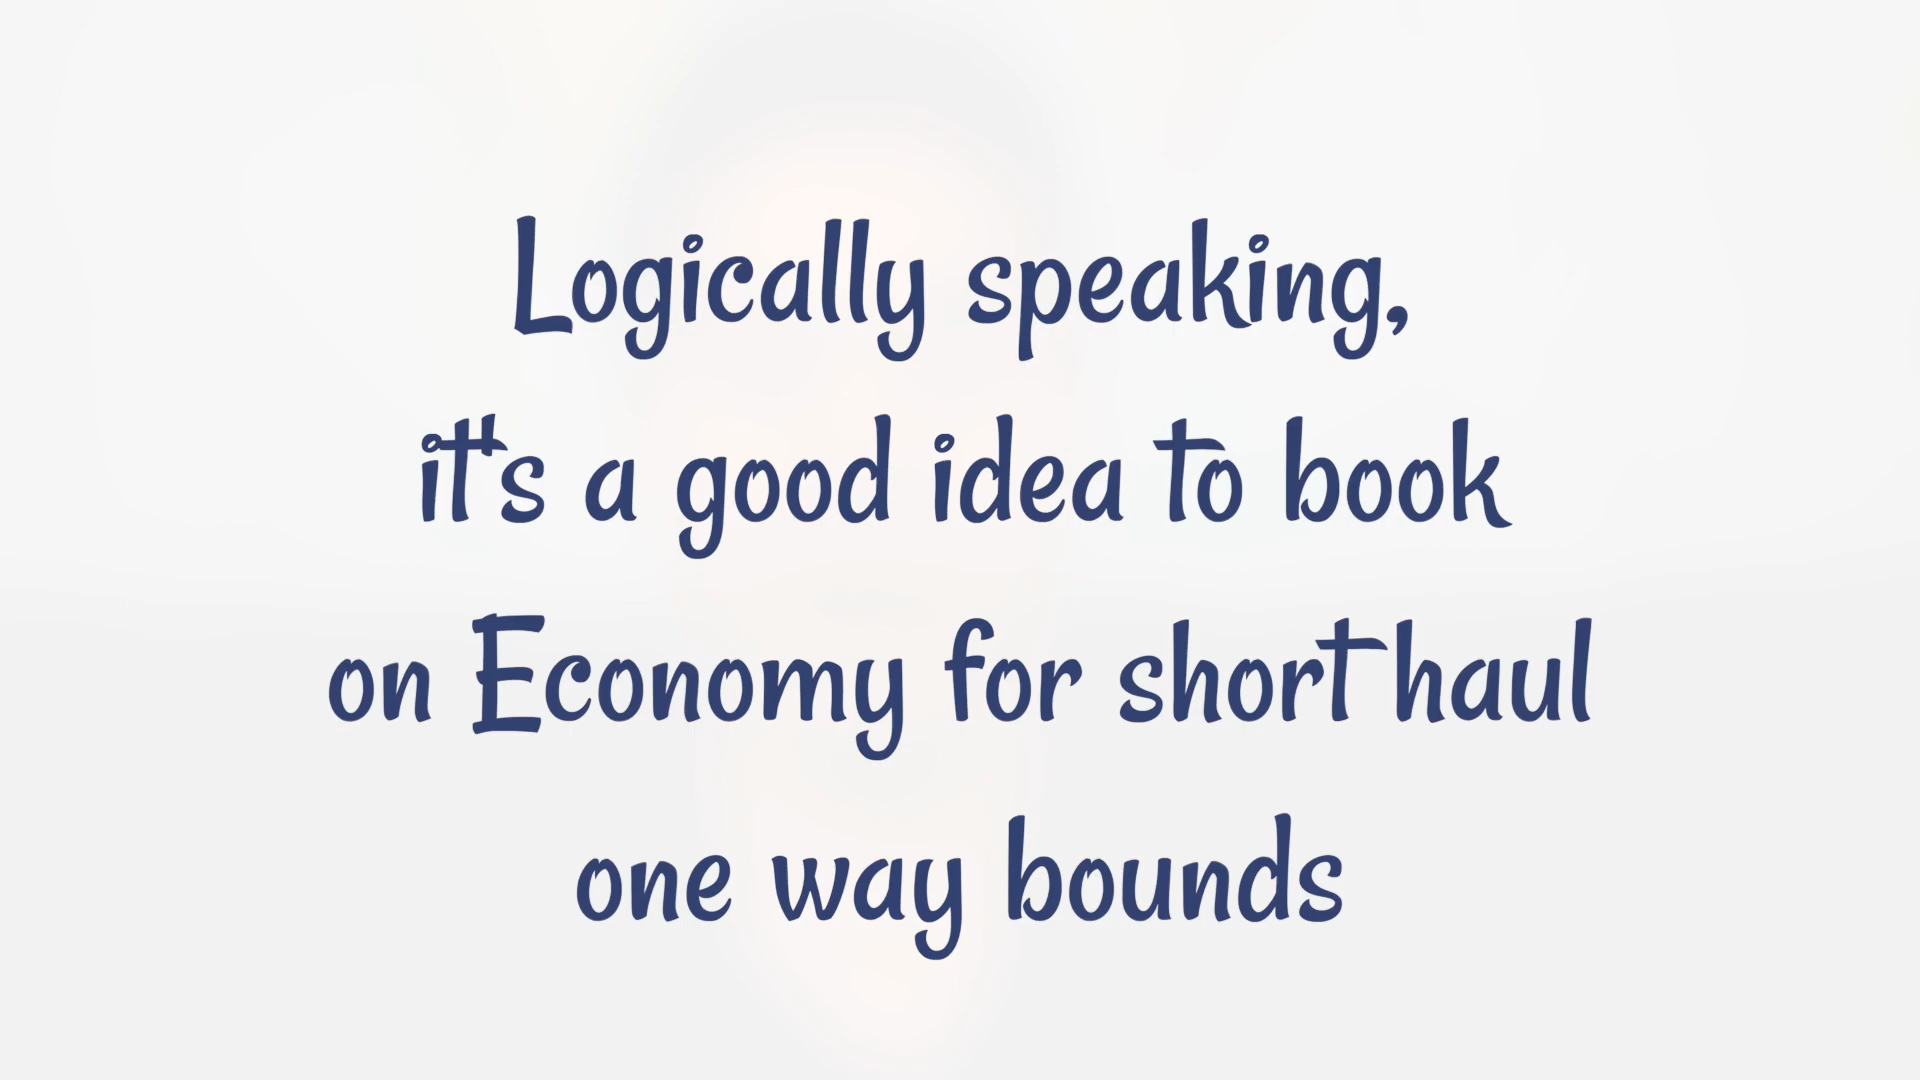 Logically speaking,
it's a good idea to book
on Economy for short haul
one way bounds